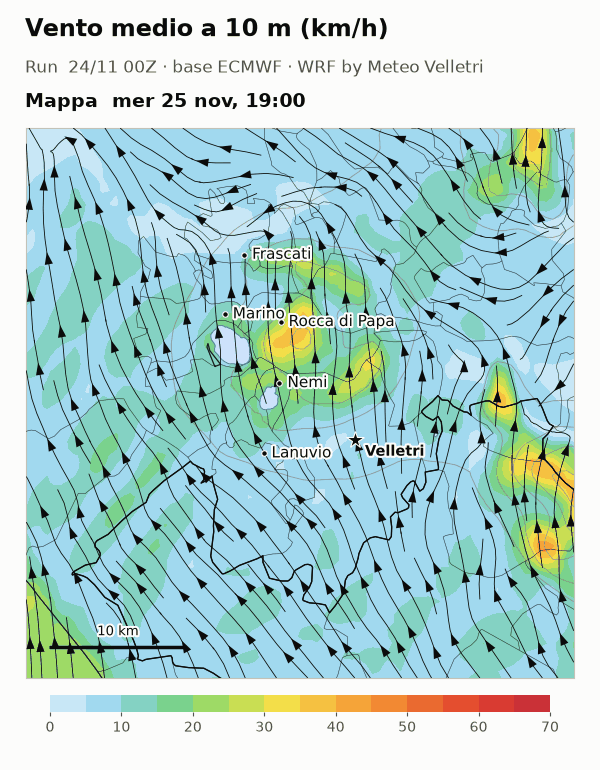 Vento medio a 10 m (km/h)
Run 24/11 00Z · base ECMWF · WRF by Meteo Velletri
Mappa mer 25 nov, 19:00
Frascati
Marino
Rocca di Papa
Nemi
Velletri
Lanuvio
10 km
0 10 20 30 40 50 60 70